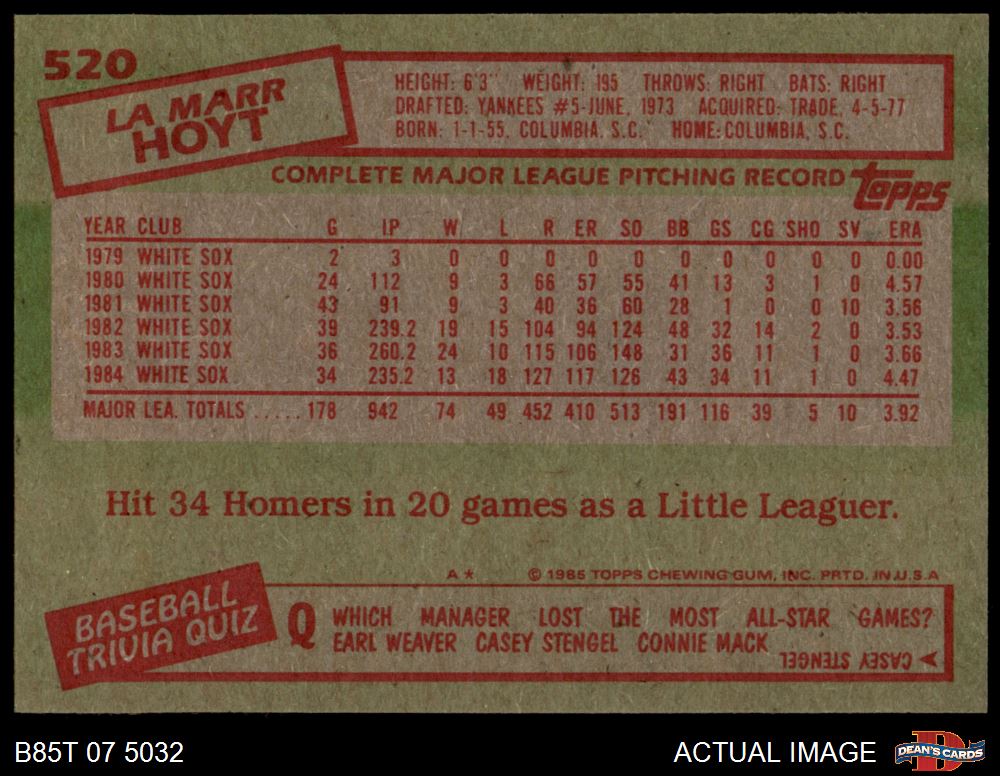 520
LA MARR
HOYT
HEIGHT: 6'3" WEIGHT: 195 THROWS: RIGHT BATS: RIGHT
DRAFTED: YANKEES #5-JUNE, 1973 ACQUIRED: TRADE, 4-5-77
BORN: 1-1-55, COLUMBIA, S.C. HOME: COLUMBIA, S.C.
COMPLETE MAJOR LEAGUE PITCHING RECORD topps
YEAR CLUB G IP W L R ER SO BB GS CG SHO SV ERA
1979 WHITE SOX 2 3 0 0 0 0 0 0 0 0 0 0 0.00
1980 WHITE SOX 24 112 9 3 66 57 55 41 13 3 1 0 4.57
1981 WHITE SOX 43 91 9 3 40 36 60 28 1 0 0 10 3.56
1982 WHITE SOX 39 239.2 19 15 104 94 124 48 32 14 2 0 3.53
1983 WHITE SOX 36 260.2 24 10 115 106 148 31 36 11 1 0 3.66
1984 WHITE SOX 34 235.2 13 18 127 117 126 43 34 11 1 0 4.47
MAJOR LEA. TOTALS ..... 178 942 74 49 452 410 513 191 116 39 5 10 3.92
Hit 34 Homers in 20 games as a Little Leaguer.
A* © 1985 TOPPS CHEWING GUM, INC. PRTD. IN U.S.A
BASEBALL
TRIVIA QUIZ
Q WHICH MANAGER LOST THE MOST ALL-STAR GAMES?
EARL WEAVER CASEY STENGEL CONNIE MACK
CASEY STENGEL
B85T 07 5032 ACTUAL IMAGE DEAN'S CARDS